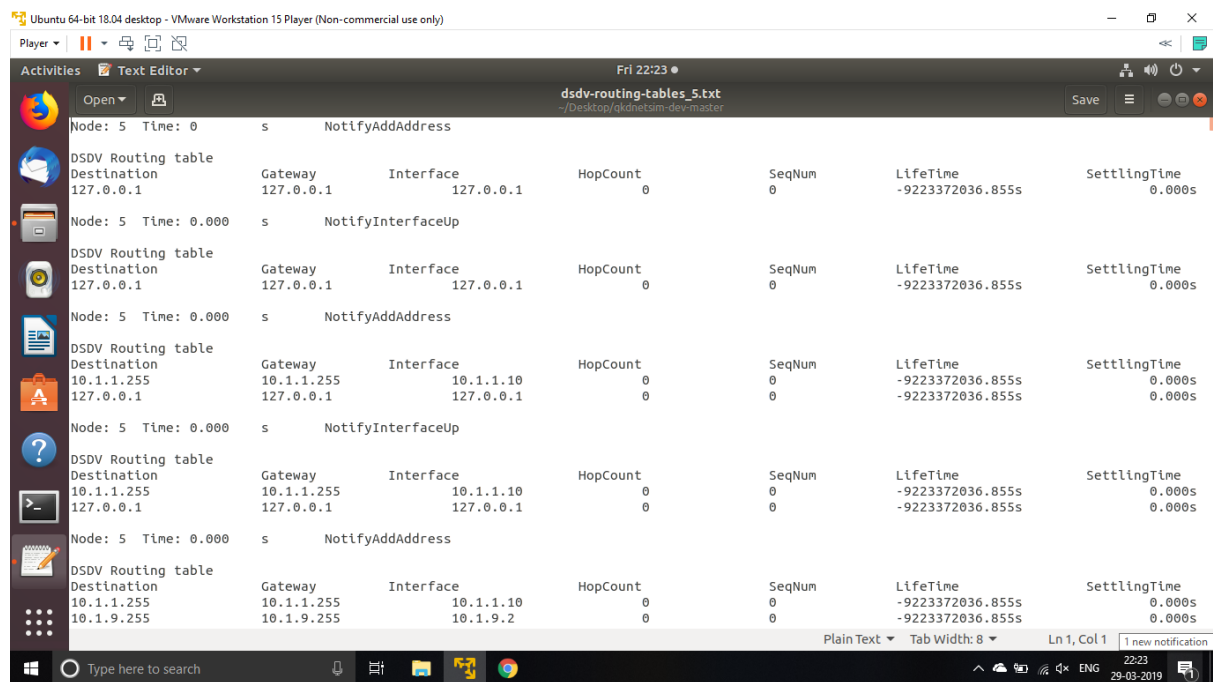 Ubuntu 64-bit 18.04 desktop - VMware Workstation 15 Player (Non-commercial use only)
Player
Activities Text Editor Fri 22:23
Open dsdv-routing-tables_5.txt Save
~/Desktop/qkdnetsim-dev-master
Node: 5 Time: 0 s NotifyAddAddress
DSDV Routing table
Destination Gateway Interface HopCount SeqNum LifeTime SettlingTime
127.0.0.1 127.0.0.1 127.0.0.1 0 0 -9223372036.855s 0.000s
Node: 5 Time: 0.000 s NotifyInterfaceUp
DSDV Routing table
Destination Gateway Interface HopCount SeqNum LifeTime SettlingTime
127.0.0.1 127.0.0.1 127.0.0.1 0 0 -9223372036.855s 0.000s
Node: 5 Time: 0.000 s NotifyAddAddress
DSDV Routing table
Destination Gateway Interface HopCount SeqNum LifeTime SettlingTime
10.1.1.255 10.1.1.255 10.1.1.10 0 0 -9223372036.855s 0.000s
127.0.0.1 127.0.0.1 127.0.0.1 0 0 -9223372036.855s 0.000s
Node: 5 Time: 0.000 s NotifyInterfaceUp
DSDV Routing table
Destination Gateway Interface HopCount SeqNum LifeTime SettlingTime
10.1.1.255 10.1.1.255 10.1.1.10 0 0 -9223372036.855s 0.000s
127.0.0.1 127.0.0.1 127.0.0.1 0 0 -9223372036.855s 0.000s
Node: 5 Time: 0.000 s NotifyAddAddress
DSDV Routing table
Destination Gateway Interface HopCount SeqNum LifeTime SettlingTime
10.1.1.255 10.1.1.255 10.1.1.10 0 0 -9223372036.855s 0.000s
10.1.9.255 10.1.9.255 10.1.9.2 0 0 -9223372036.855s 0.000s
Plain Text Tab Width: 8 Ln 1, Col 1 1 new notification
Type here to search ENG 22:23
29-03-2019